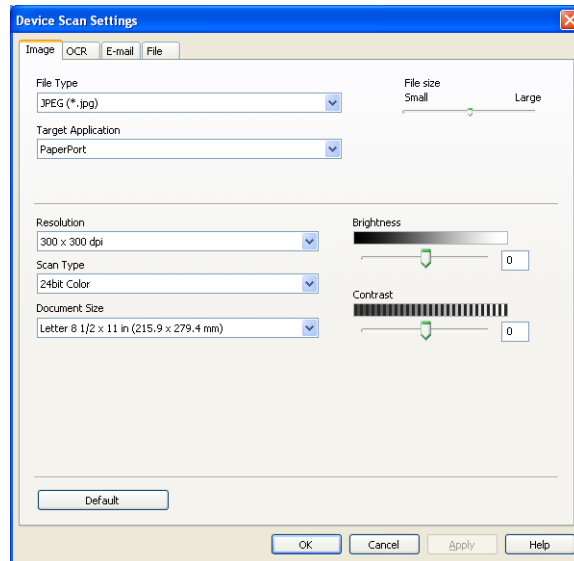 Device Scan Settings
Image OCR E-mail File
File Type
JPEG (*.jpg)
File size
Small Large
Target Application
PaperPort
Resolution
300 x 300 dpi
Brightness
0
Scan Type
24bit Color
Contrast
0
Document Size
Letter 8 1/2 x 11 in (215.9 x 279.4 mm)
Default
OK Cancel Apply Help